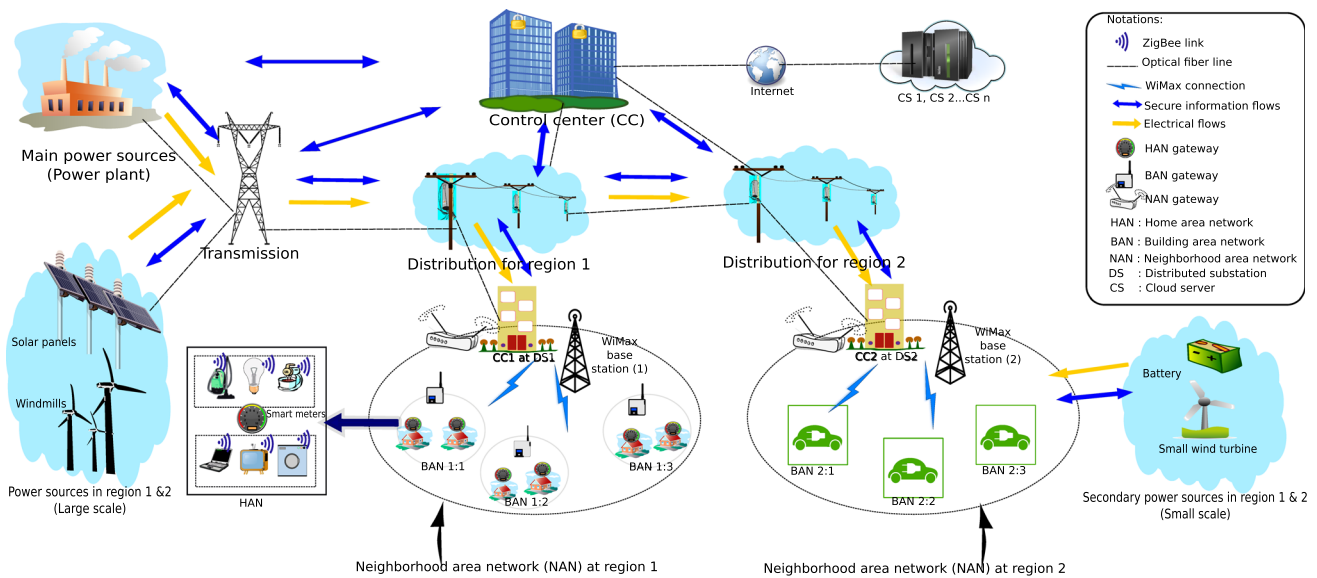 Main power sources
(Power plant)
Transmission
Control center (CC)
Internet
CS 1, CS 2...CS n
Notations:
ZigBee link
Optical fiber line
WiMax connection
Secure information flows
Electrical flows
HAN gateway
BAN gateway
NAN gateway
HAN : Home area network
BAN : Building area network
NAN : Neighborhood area network
DS : Distributed substation
CS : Cloud server
Distribution for region 1
Distribution for region 2
Solar panels
Windmills
Power sources in region 1 &2
(Large scale)
Smart meters
HAN
CC1 at DS1
WiMax
base
station (1)
BAN 1:1
BAN 1:2
BAN 1:3
CC2 at DS2
WiMax
base
station (2)
BAN 2:1
BAN 2:2
BAN 2:3
Battery
Small wind turbine
Secondary power sources in region 1 & 2
(Small scale)
Neighborhood area network (NAN) at region 1
Neighborhood area network (NAN) at region 2